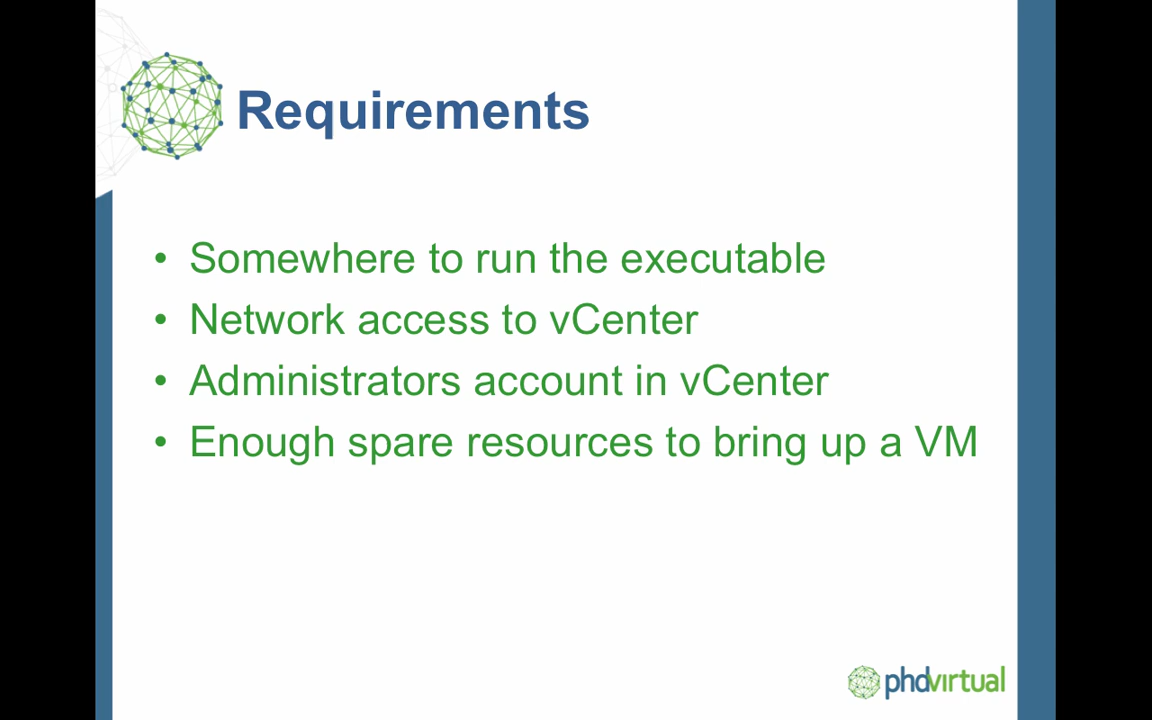 Requirements
• Somewhere to run the executable
• Network access to vCenter
• Administrators account in vCenter
• Enough spare resources to bring up a VM
phdvirtual